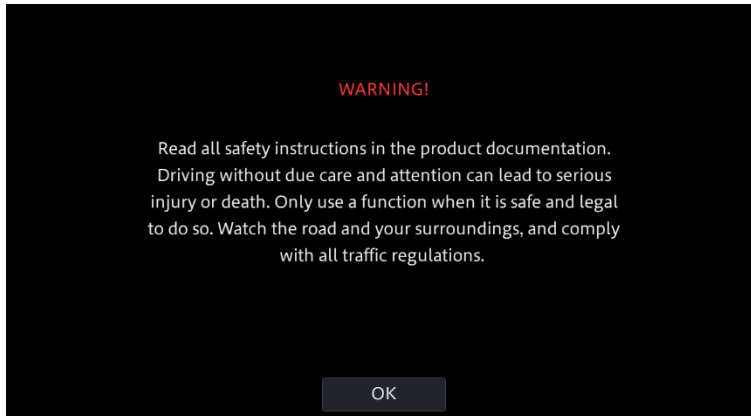 WARNING!
Read all safety instructions in the product documentation.
Driving without due care and attention can lead to serious
injury or death. Only use a function when it is safe and legal
to do so. Watch the road and your surroundings, and comply
with all traffic regulations.
OK